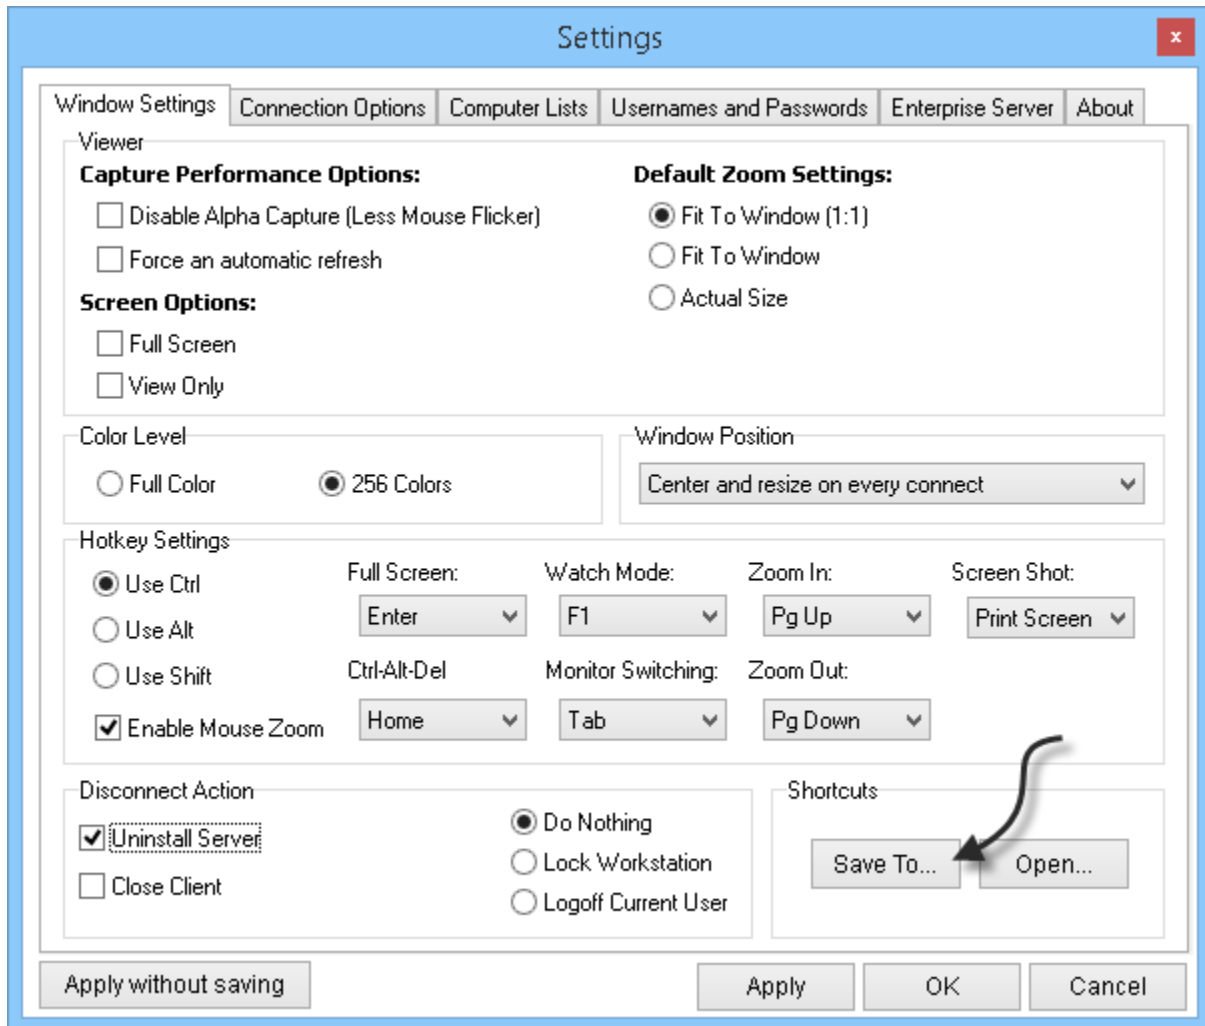 Settings
x
Window Settings Connection Options Computer Lists Usernames and Passwords Enterprise Server About
Viewer
Capture Performance Options:
Disable Alpha Capture (Less Mouse Flicker)
Force an automatic refresh
Screen Options:
Full Screen
View Only
Default Zoom Settings:
Fit To Window (1:1)
Fit To Window
Actual Size
Color Level
Full Color 256 Colors
Window Position
Center and resize on every connect
Hotkey Settings
Use Ctrl
Use Alt
Use Shift
Enable Mouse Zoom
Full Screen: Watch Mode: Zoom In: Screen Shot:
Enter F1 Pg Up Print Screen
Ctrl-Alt-Del Monitor Switching: Zoom Out:
Home Tab Pg Down
Disconnect Action
Uninstall Server
Close Client
Do Nothing
Lock Workstation
Logoff Current User
Shortcuts
Save To... Open...
Apply without saving Apply OK Cancel